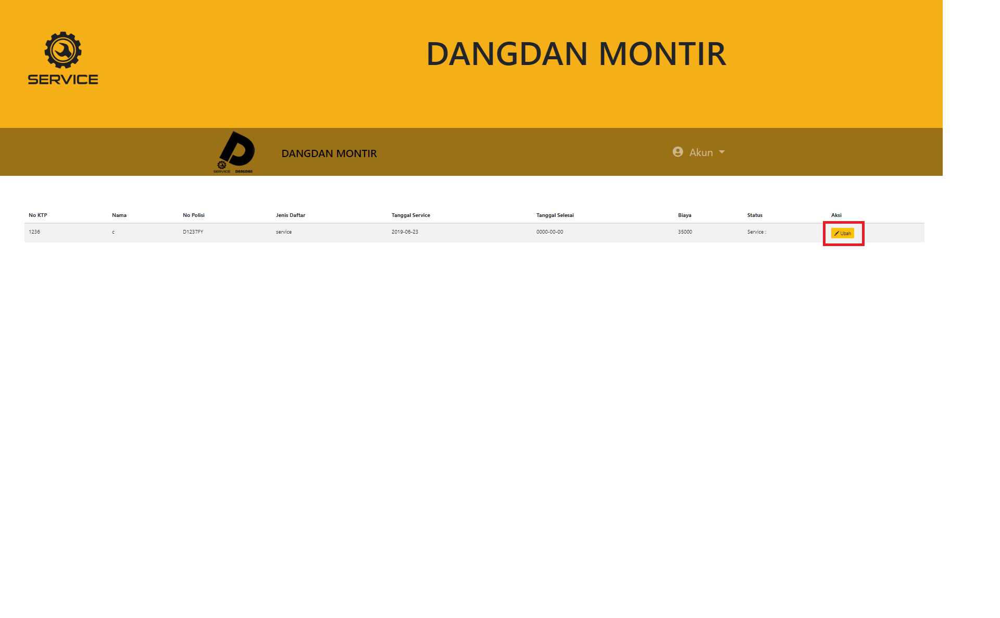 SERVICE
DANGDAN MONTIR
SERVICE DANGDAN
DANGDAN MONTIR
Akun
No KTP Nama No Polisi Jenis Daftar Tanggal Service Tanggal Selesai Biaya Status Aksi
1236 c D1237FY service 2019-06-23 0000-00-00 35000 Service : Ubah